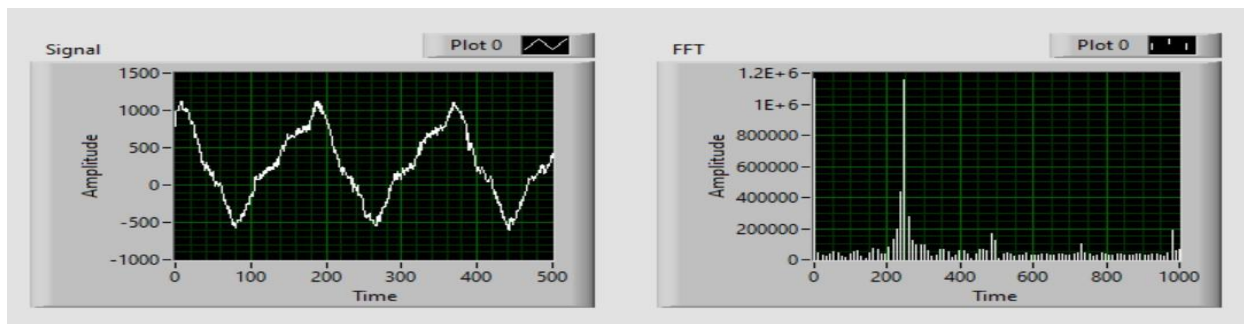 Signal
Plot 0
1500
1000
500
0
-500
-1000
Amplitude
0 100 200 300 400 500
Time
FFT
Plot 0
1.2E+6
1E+6
800000
600000
400000
200000
0
Amplitude
0 200 400 600 800 1000
Time